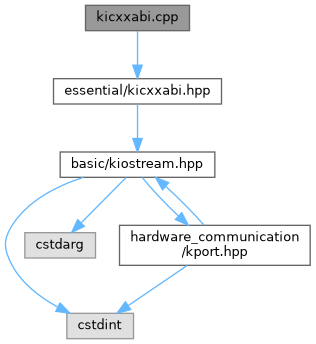 kicxxabi.cpp
essential/kicxxabi.hpp
basic/kiostream.hpp
cstdarg
hardware_communication
/kport.hpp
cstdint